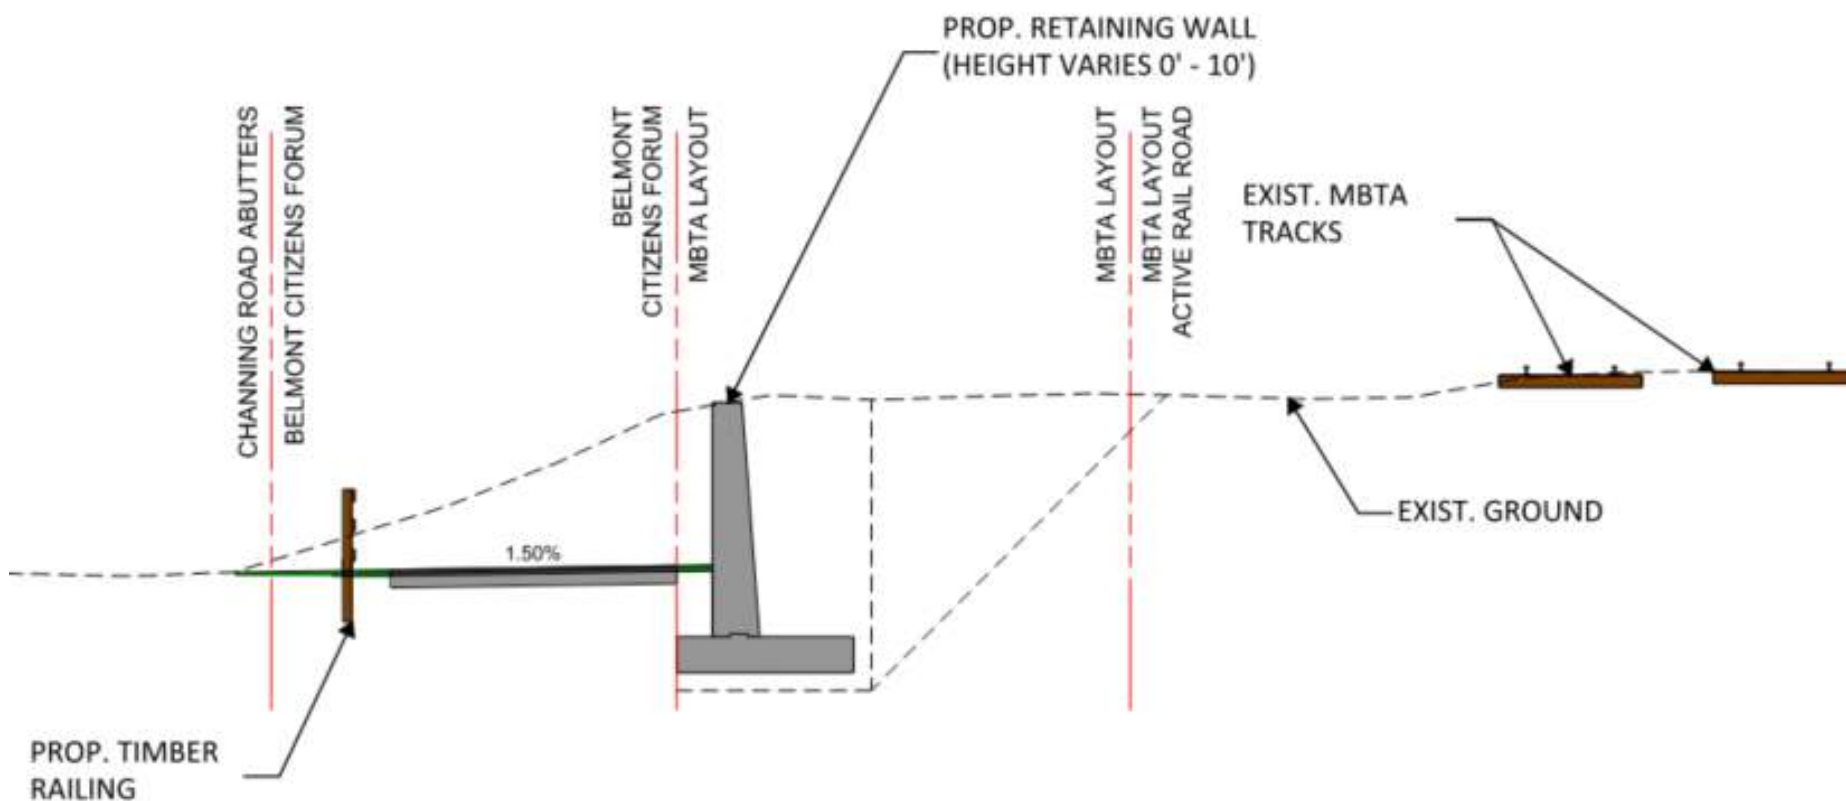 PROP. RETAINING WALL
(HEIGHT VARIES 0' - 10')
CHANNING ROAD ABUTTERS
BELMONT CITIZENS FORUM
BELMONT
CITIZENS FORUM
MBTA LAYOUT
MBTA LAYOUT
MBTA LAYOUT
ACTIVE RAIL ROAD
EXIST. MBTA
TRACKS
EXIST. GROUND
1.50%
PROP. TIMBER
RAILING